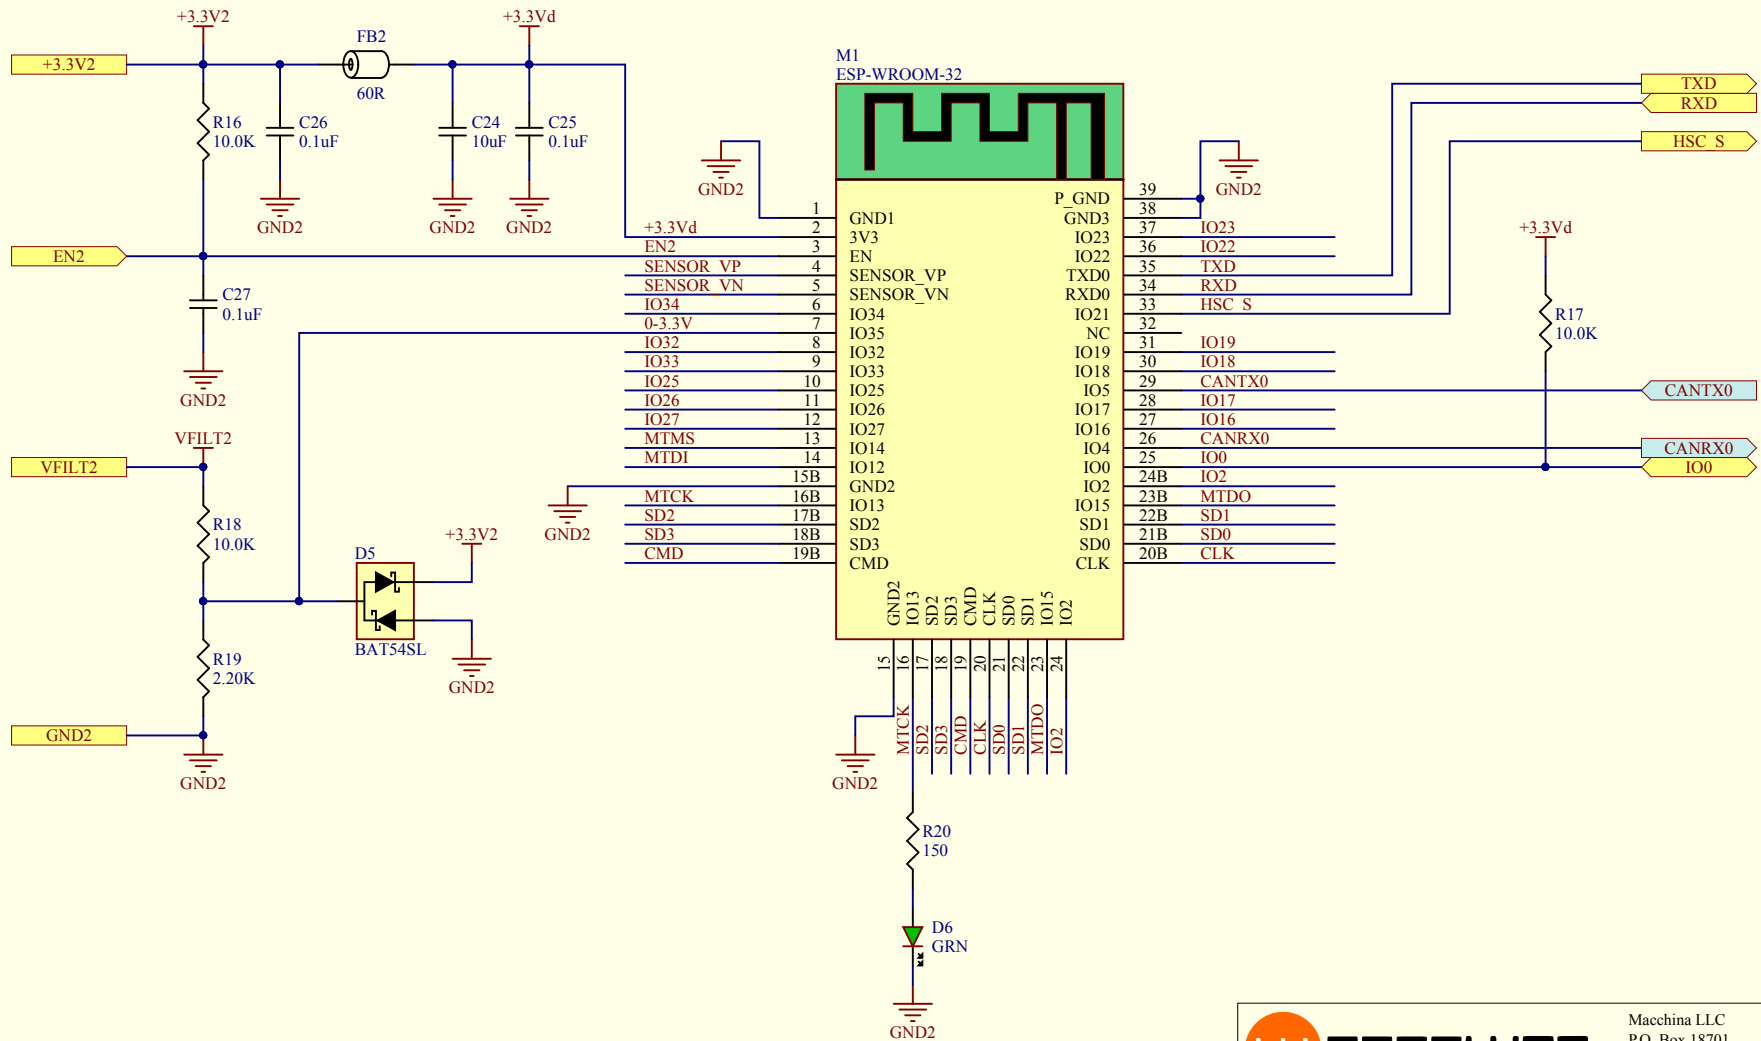 +3.3V2
+3.3Vd
FB2
60R
+3.3V2
R16
10.0K
C26
0.1uF
C24
10uF
C25
0.1uF
GND2
GND2
GND2
EN2
C27
0.1uF
GND2
VFILT2
VFILT2
R18
10.0K
D5
+3.3V2
BAT54SL
GND2
R19
2.20K
GND2
GND2
M1
ESP-WROOM-32
GND2
GND2
+3.3Vd
EN2
SENSOR_VP
SENSOR_VN
IO34
0-3.3V
IO32
IO33
IO25
IO26
IO27
MTMS
MTDI
MTCK
SD2
SD3
CMD
GND2
1
2
3
4
5
6
7
8
9
10
11
12
13
14
15B
16B
17B
18B
19B
GND1
3V3
EN
SENSOR_VP
SENSOR_VN
IO34
IO35
IO32
IO33
IO25
IO26
IO27
IO14
IO12
GND2
IO13
SD2
SD3
CMD
P_GND
GND3
IO23
IO22
TXD0
RXD0
IO21
NC
IO19
IO18
IO5
IO17
IO16
IO4
IO0
IO2
IO15
SD1
SD0
CLK
39
38
37
36
35
34
33
32
31
30
29
28
27
26
25
24B
23B
22B
21B
20B
IO23
IO22
TXD
RXD
HSC_S
IO19
IO18
CANTX0
IO17
IO16
CANRX0
IO0
IO2
MTDO
SD1
SD0
CLK
TXD
RXD
HSC_S
+3.3Vd
R17
10.0K
CANTX0
CANRX0
IO0
GND2
IO13
SD2
SD3
CMD
CLK
SD0
SD1
IO15
IO2
15
16
17
18
19
20
21
22
23
24
MTCK
SD2
SD3
CMD
CLK
SD0
SD1
MTDO
IO2
GND2
R20
150
D6
GRN
GND2
Macchina LLC
P.O. Box 18701